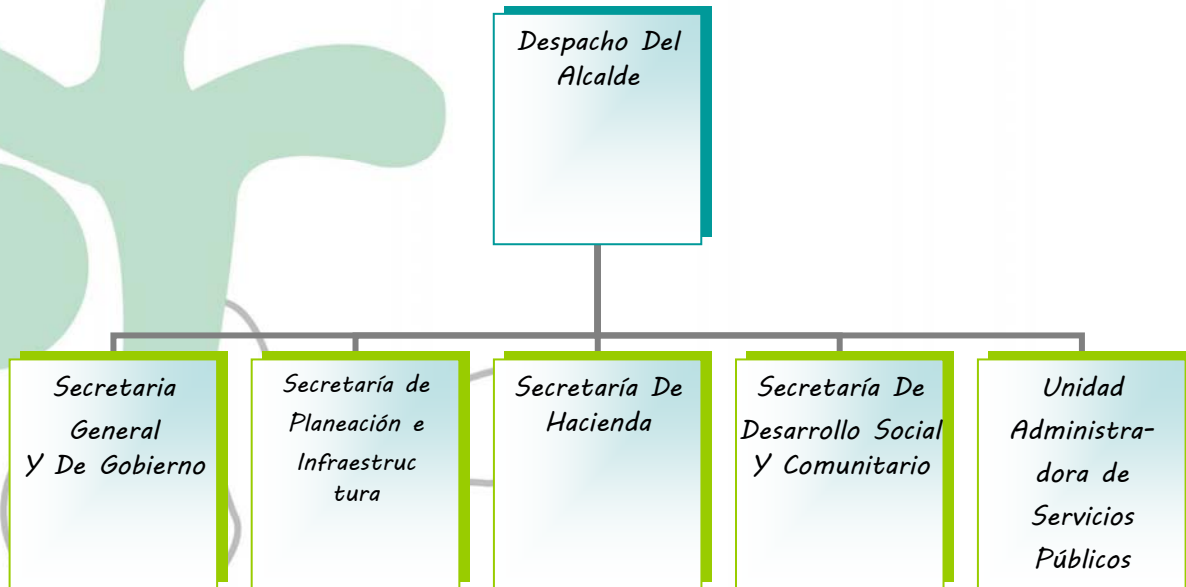 Despacho Del
Alcalde
Secretaria
General
Y De Gobierno
Secretaría de
Planeación e
Infraestruc
tura
Secretaría De
Hacienda
Secretaría De
Desarrollo Social
Y Comunitario
Unidad
Administra-
dora de
Servicios
Públicos